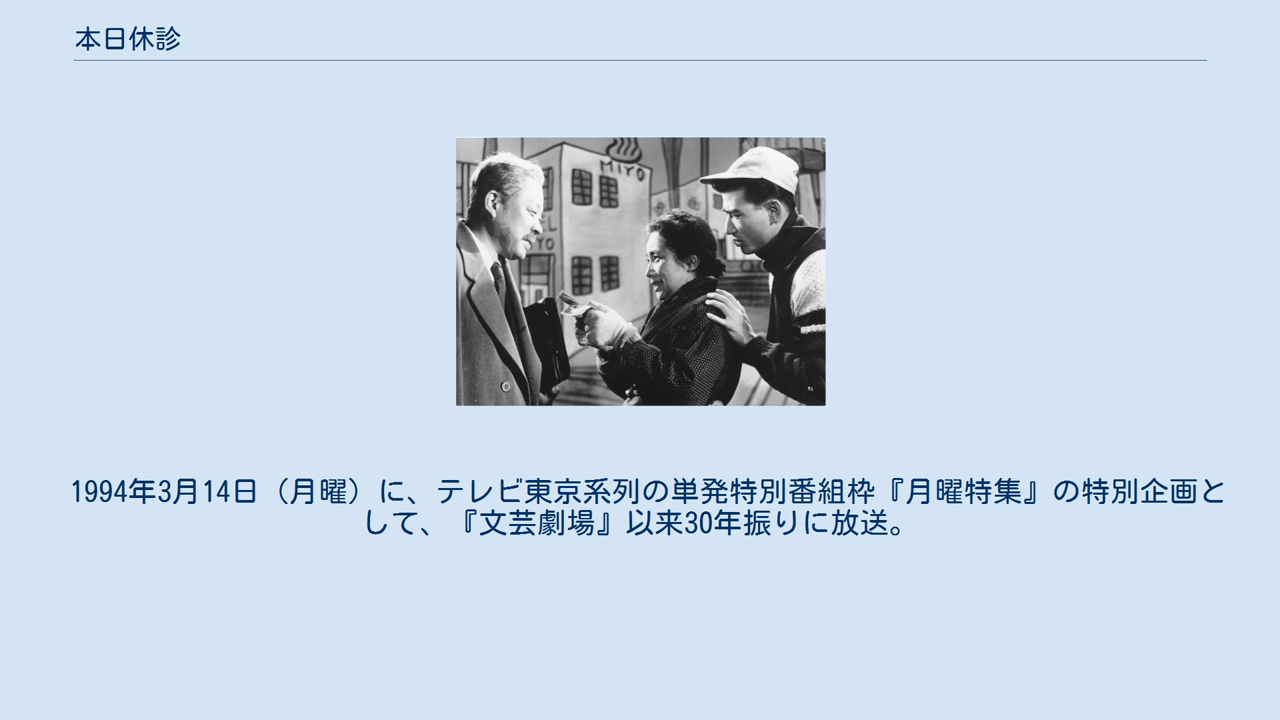 本日休診
MIYO
EL
YO
1994年3月14日（月曜）に、テレビ東京系列の単発特別番組枠『月曜特集』の特別企画と
して、『文芸劇場』以来30年振りに放送。